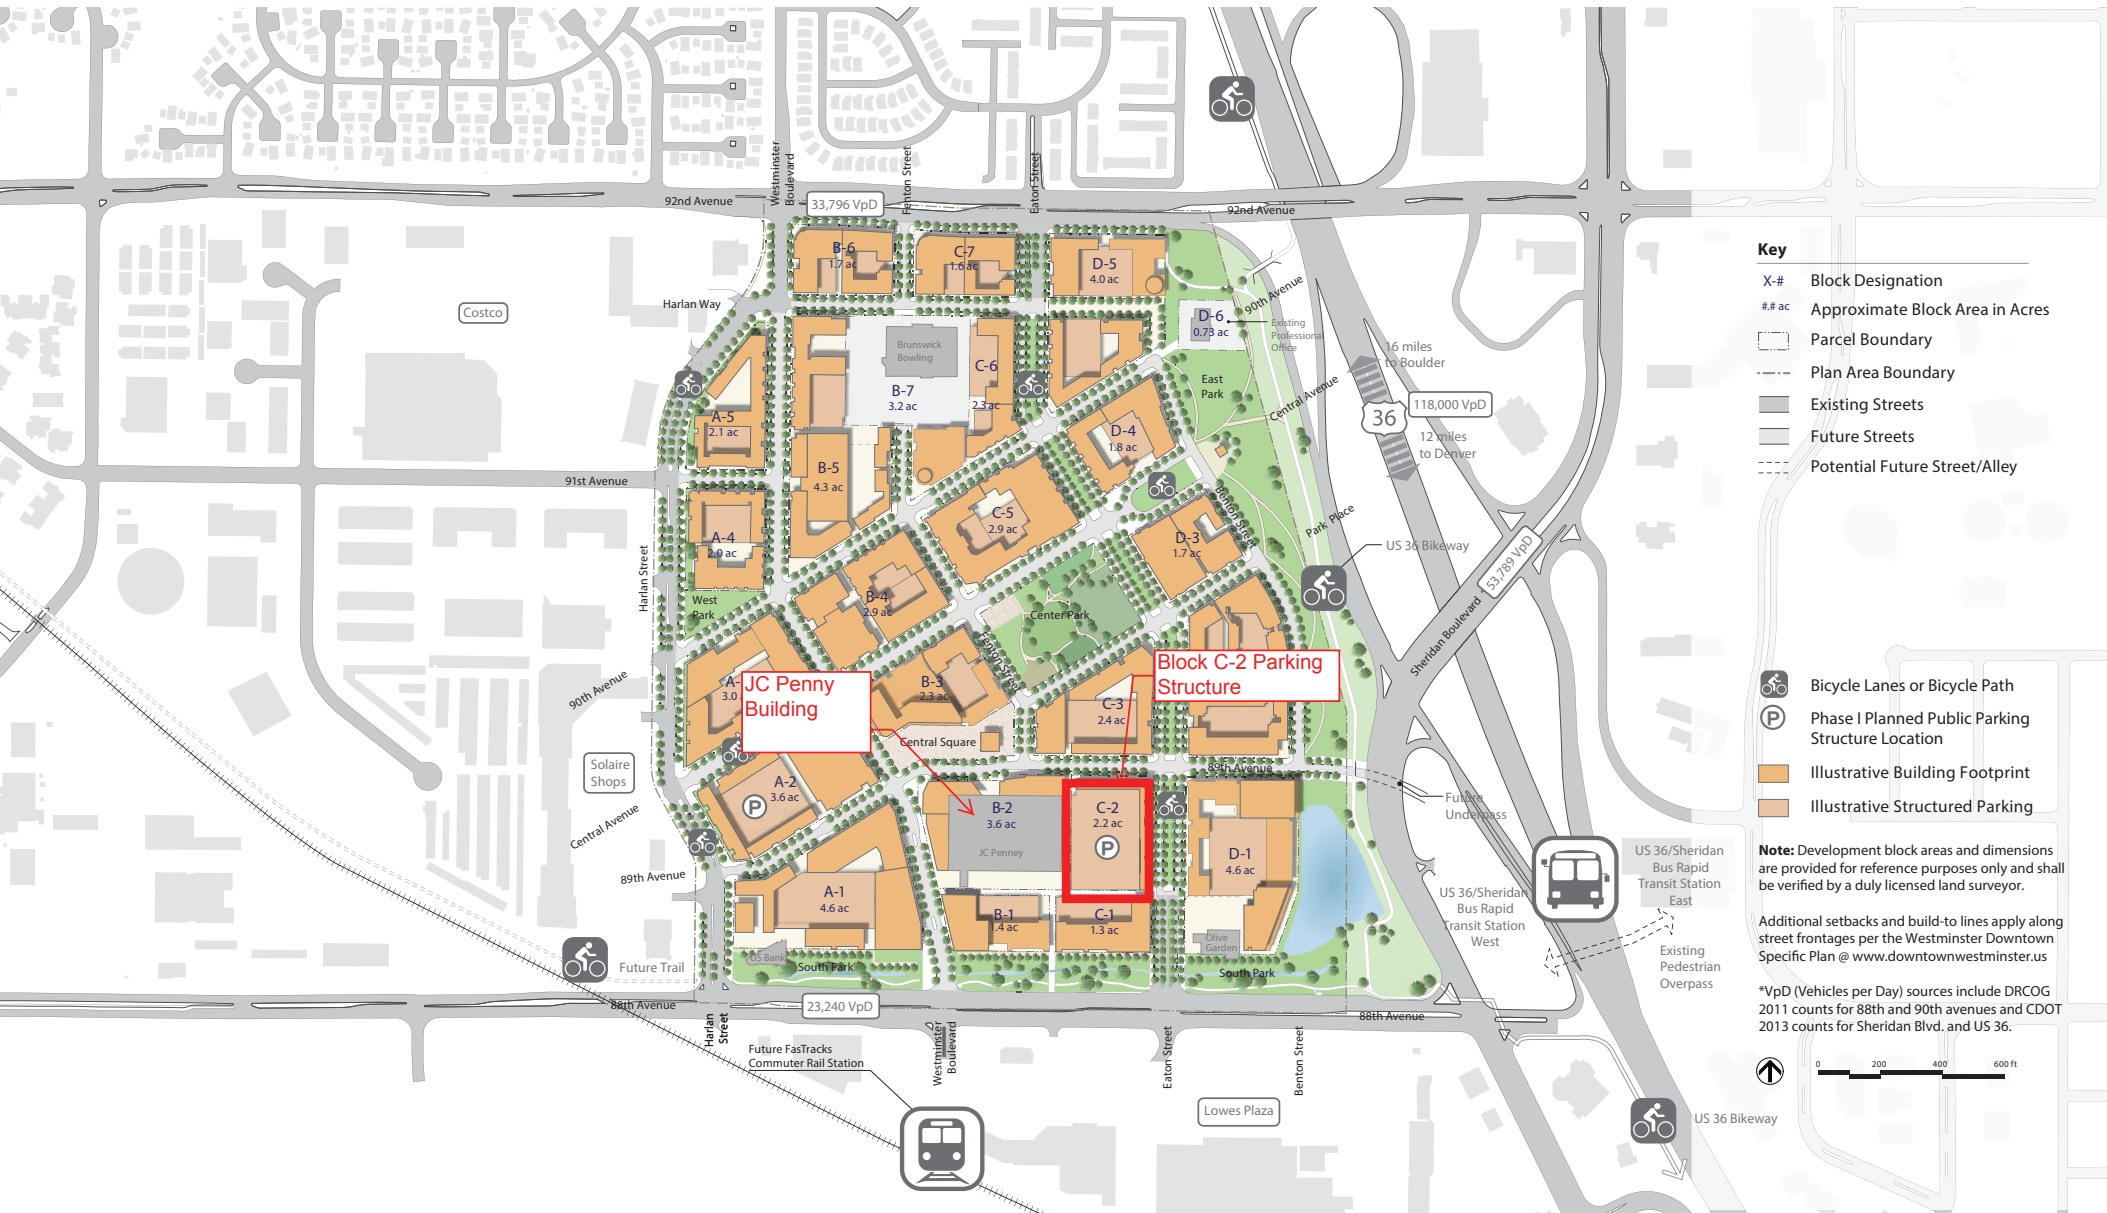 Westminster
Boulevard
Fenton Street
Eaton Street
92nd Avenue
33,796 VpD
92nd Avenue
B-6
1.7 ac
C-7
1.6 ac
D-5
4.0 ac
Harlan Way
Costco
90th Avenue
D-6
0.73 ac
Existing
Professional
Office
Brunswick
Bowling
B-7
3.2 ac
C-6
2.3 ac
16 miles
to Boulder
36
118,000 VpD
12 miles
to Denver
East
Park
Central Avenue
A-5
2.1 ac
D-4
1.8 ac
B-5
4.3 ac
91st Avenue
C-5
2.9 ac
Benton Street
Park Place
US 36 Bikeway
53,789 VpD
Sheridan Boulevard
A-4
2.0 ac
D-3
1.7 ac
Harlan Street
West
Park
B-4
2.9 ac
Center Park
Fenton Street
90th Avenue
A-
3.0
JC Penny
Building
B-3
2.3 ac
Block C-2 Parking
Structure
C-3
2.4 ac
Central Square
89th Avenue
Solaire
Shops
A-2
3.6 ac
P
B-2
3.6 ac
JC Penney
C-2
2.2 ac
P
Future
Underpass
Central Avenue
D-1
4.6 ac
89th Avenue
A-1
4.6 ac
B-1
1.4 ac
C-1
1.3 ac
US 36/Sheridan
Bus Rapid
Transit Station
West
US 36/Sheridan
Bus Rapid
Transit Station
East
Olive
Garden
US Bank
South Park
South Park
Existing
Pedestrian
Overpass
Future Trail
88th Avenue
23,240 VpD
88th Avenue
Harlan
Street
Westminster
Boulevard
Eaton Street
Benton Street
Future FasTracks
Commuter Rail Station
Lowes Plaza
US 36 Bikeway
Key
X-# Block Designation
#.# ac Approximate Block Area in Acres
Parcel Boundary
Plan Area Boundary
Existing Streets
Future Streets
Potential Future Street/Alley
Bicycle Lanes or Bicycle Path
P Phase I Planned Public Parking
Structure Location
Illustrative Building Footprint
Illustrative Structured Parking
Note: Development block areas and dimensions
are provided for reference purposes only and shall
be verified by a duly licensed land surveyor.
Additional setbacks and build-to lines apply along
street frontages per the Westminster Downtown
Specific Plan @ www.downtownwestminster.us
*VpD (Vehicles per Day) sources include DRCOG
2011 counts for 88th and 90th avenues and CDOT
2013 counts for Sheridan Blvd. and US 36.
0 200 400 600 ft